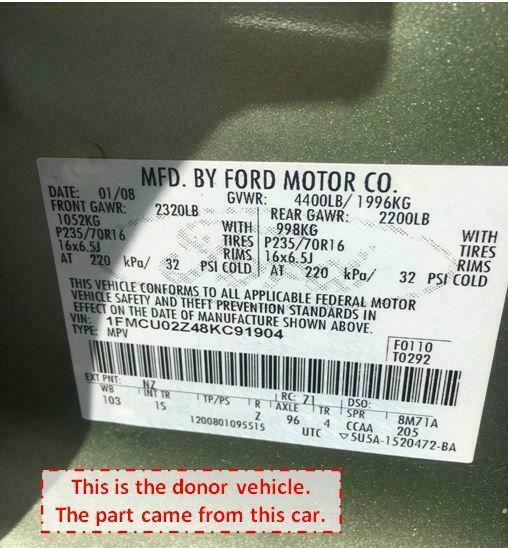 MFD. BY FORD MOTOR CO.
DATE: 01/08 GVWR: 4400LB/ 1996KG
FRONT GAWR: 2320LB REAR GAWR: 2200LB
1052KG WITH 998KG WITH
P235/70R16 TIRES P235/70R16 TIRES
16x6.5J RIMS 16x6.5J RIMS
AT 220 kPa/ 32 PSI COLD AT 220 kPa/ 32 PSI COLD
THIS VEHICLE CONFORMS TO ALL APPLICABLE FEDERAL MOTOR
VEHICLE SAFETY AND THEFT PREVENTION STANDARDS IN
EFFECT ON THE DATE OF MANUFACTURE SHOWN ABOVE.
VIN: 1FMCU02Z48KC91904
TYPE: MPV
F0110
T0292
EXT PNT: NZ RC: Z1 DSO:
WB INT TR TP/PS R AXLE TR SPR 8M71A
103 1S Z 96 4 CCAA 205
1200801095515 UTC ▽5U5A-1520472-BA
This is the donor vehicle.
The part came from this car.